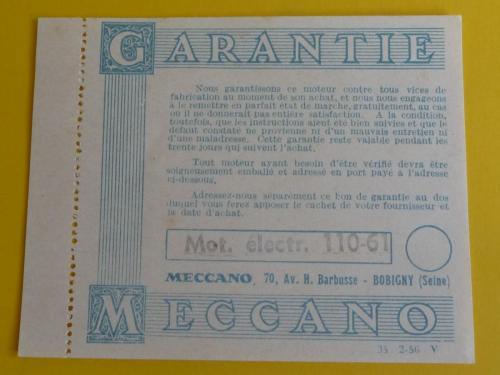 GARANTIE
Nous garantissons ce moteur contre tous vices de
fabrication au moment de son achat, et nous nous engageons
à le remettre en parfait état de marche, gratuitement, au cas
où il ne donnerait pas entière satisfaction. A la condition,
toutefois, que les instructions aient été bien suivies et que le
défaut constaté ne provienne ni d'un mauvais entretien ni
d'une maladresse. Cette garantie reste valable pendant les
trente jours qui suivent l'achat.
Tout moteur ayant besoin d'être vérifié devra être
soigneusement emballé et adressé en port payé à l'adresse
ci-dessous.
Adressez-nous séparément ce bon de garantie au dos
duquel vous ferez apposer le cachet de votre fournisseur et
la date d'achat.
Mot. électr. 110-61
MECCANO, 70, Av. H. Barbusse - BOBIGNY (Seine)
MECCANO
3½ 2-56 V